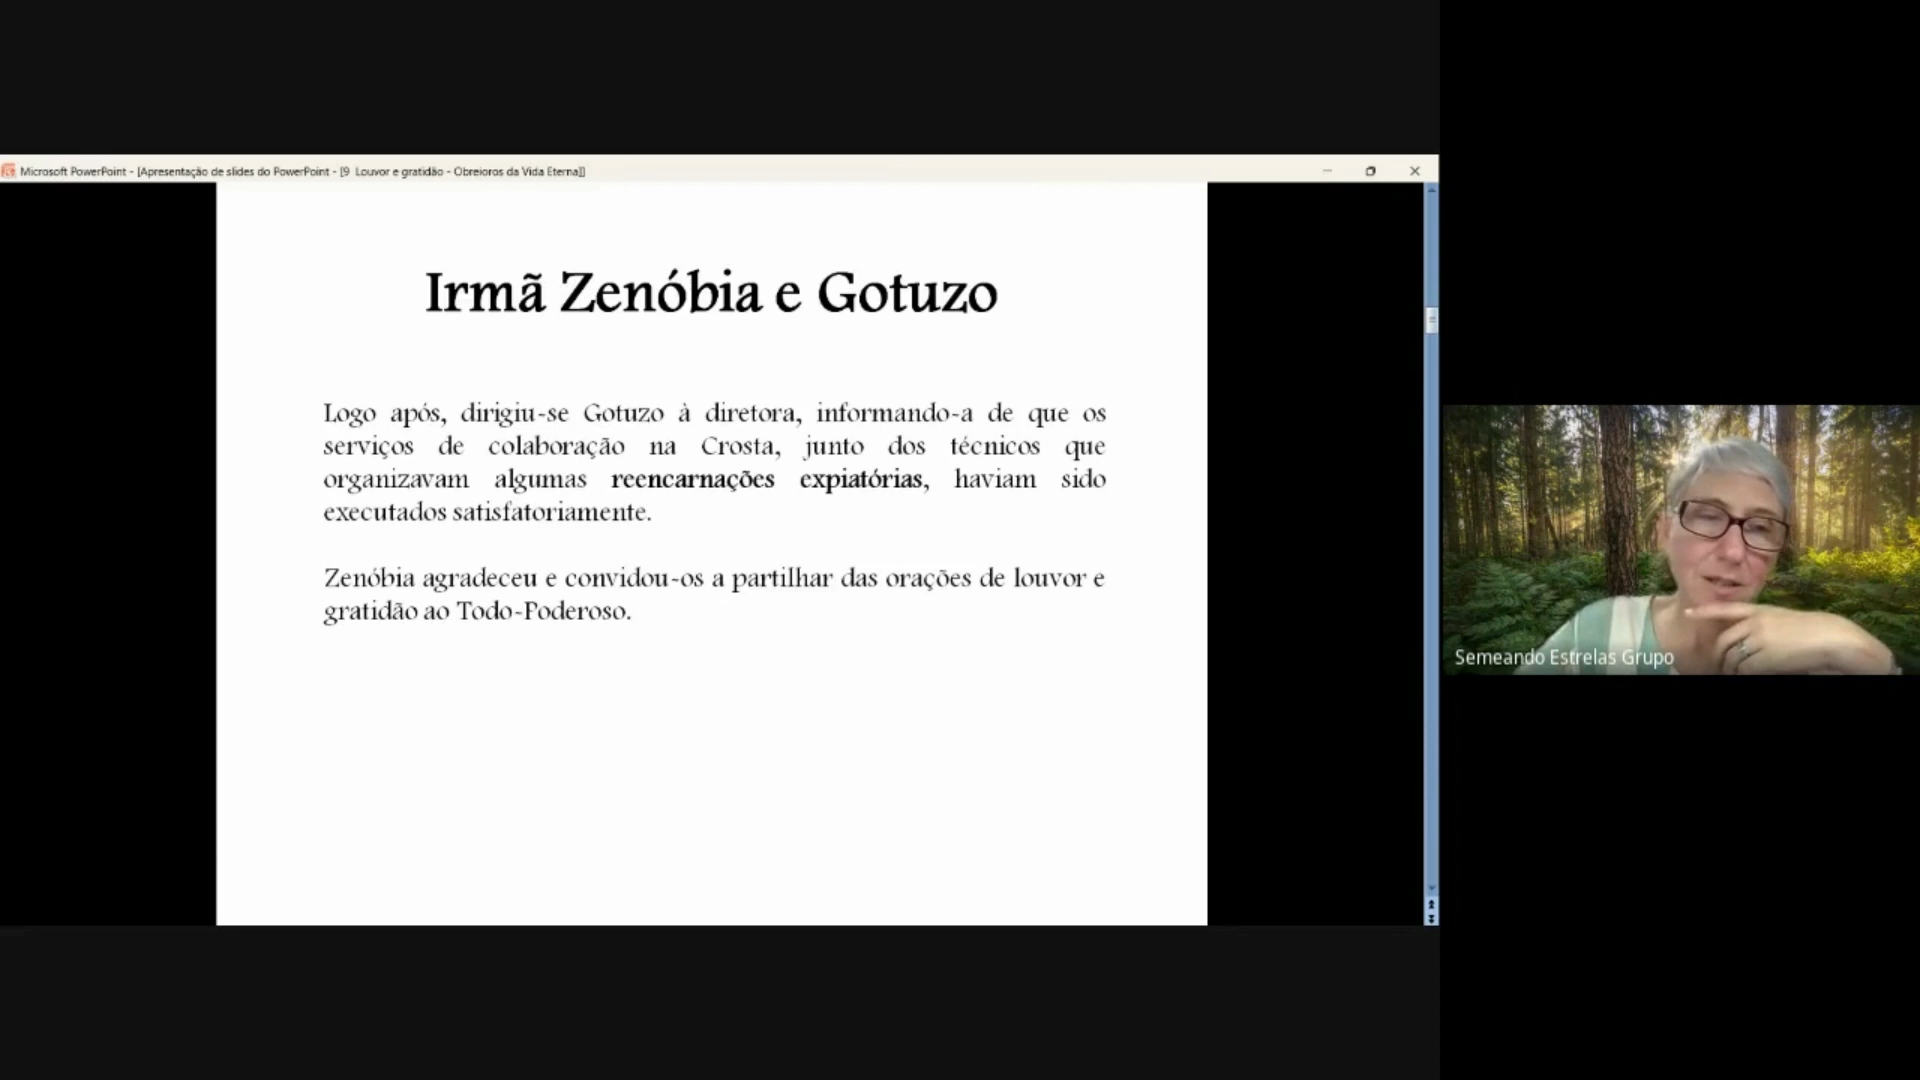 Microsoft PowerPoint - [Apresentação de slides do PowerPoint - [9 Louvor e gratidão - Obreioros da Vida Eterna]]
Irmã Zenóbia e Gotuzo
Logo após, dirigiu-se Gotuzo à diretora, informando-a de que os
serviços de colaboração na Crosta, junto dos técnicos que
organizavam algumas reencarnações expiatórias, haviam sido
executados satisfatoriamente.
Zenóbia agradeceu e convidou-os a partilhar das orações de louvor e
gratidão ao Todo-Poderoso.
Semeando Estrelas Grupo